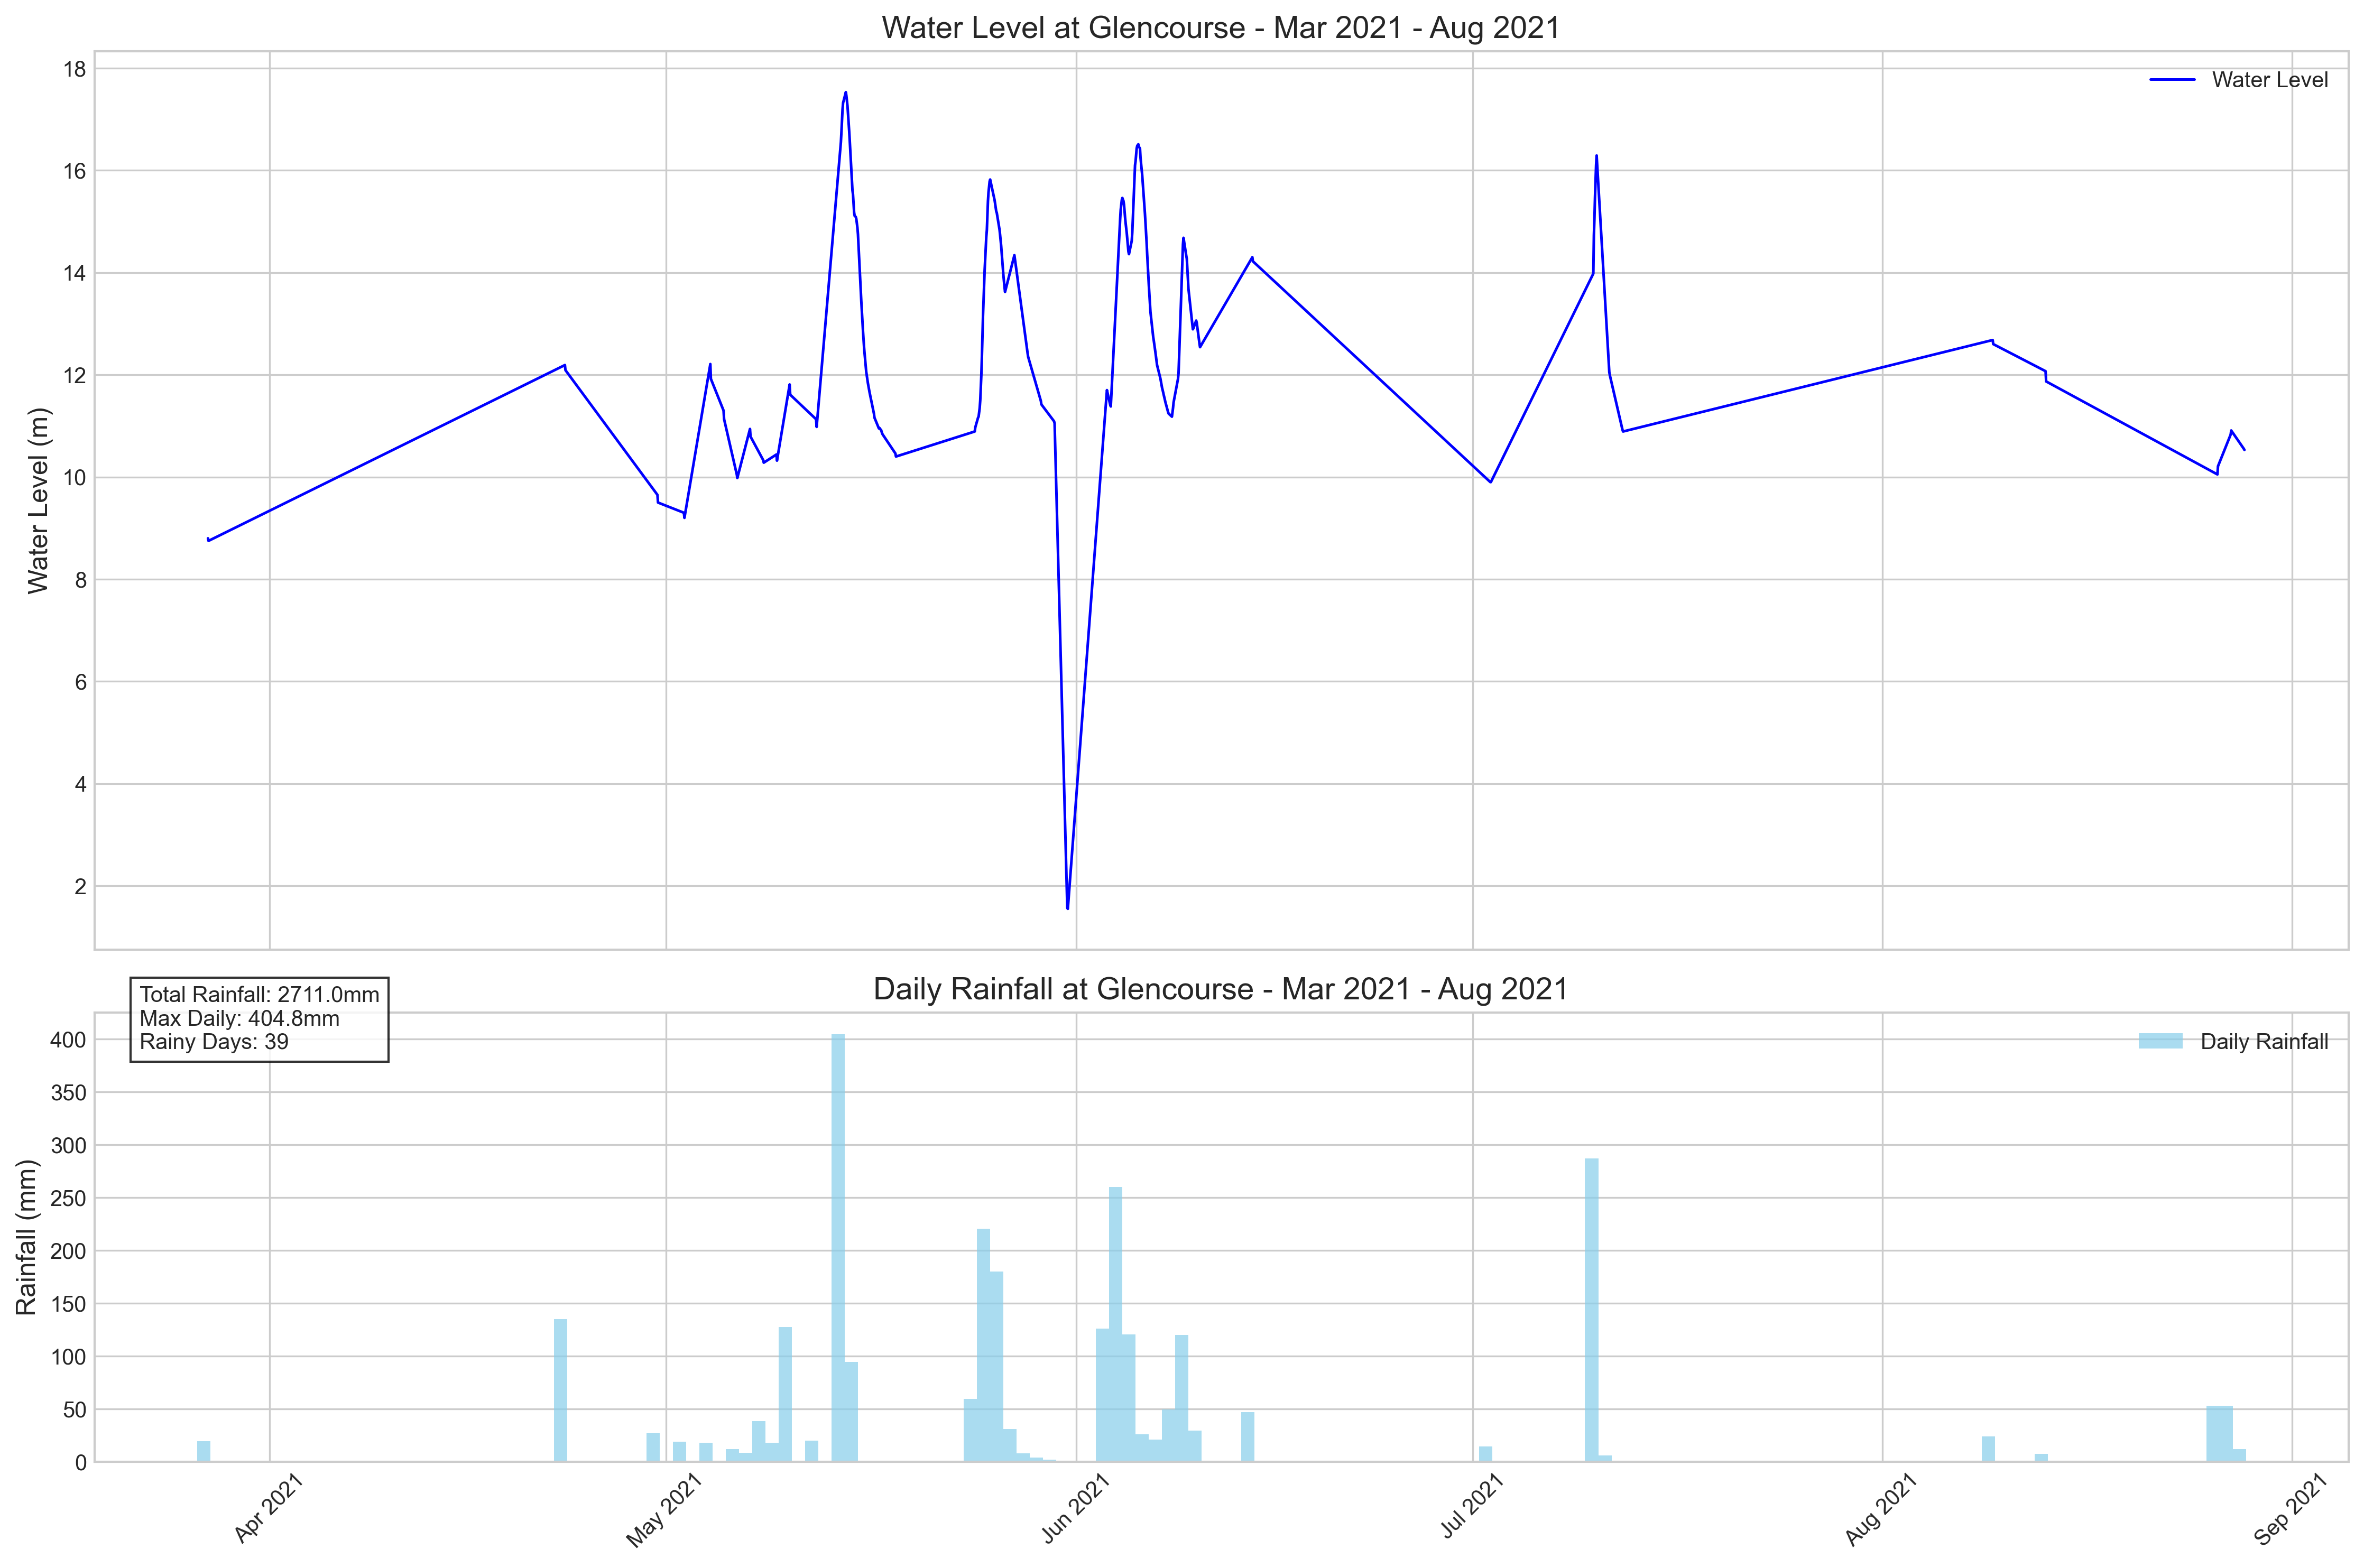 Water Level at Glencourse - Mar 2021 - Aug 2021
Water Level (m)
18
16
14
12
10
8
6
4
2
Water Level
Daily Rainfall at Glencourse - Mar 2021 - Aug 2021
Total Rainfall: 2711.0mm
Max Daily: 404.8mm
Rainy Days: 39
Rainfall (mm)
400
350
300
250
200
150
100
50
0
Daily Rainfall
Apr 2021
May 2021
Jun 2021
Jul 2021
Aug 2021
Sep 2021